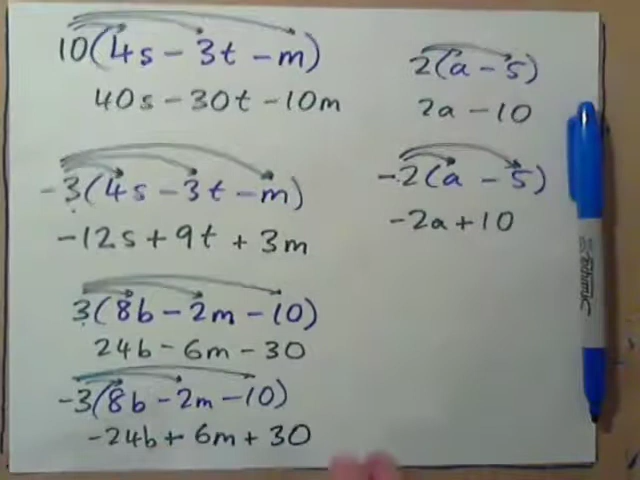 10(4s - 3t - m)
40s - 30t - 10m
-3(4s - 3t - m)
-12s + 9t + 3m
3(8b - 2m - 10)
24b - 6m - 30
-3(8b - 2m - 10)
-24b + 6m + 30
2(a - 5)
2a - 10
-2(a - 5)
-2a + 10